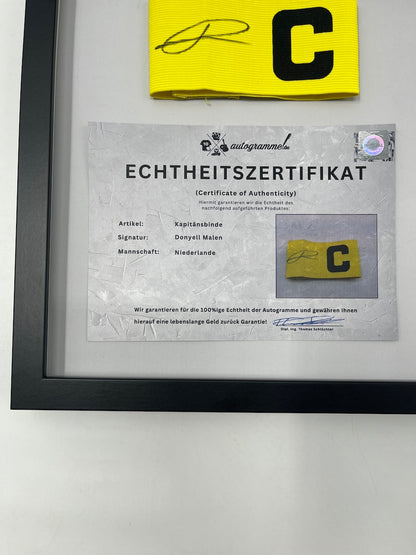 C
autogramme.de
ECHTHEITSZERTIFIKAT
(Certificate of Authenticity)
Hiermit garantieren wir die Echtheit des
nachfolgend aufgeführten Produktes:
Artikel: Kapitänsbinde
Signatur: Donyell Malen
Mannschaft: Niederlande
C
Wir garantieren für die 100%ige Echtheit der Autogramme und gewähren Ihnen
hierauf eine lebenslange Geld zurück Garantie!
Dipl. Ing. Thomas Schlüchter